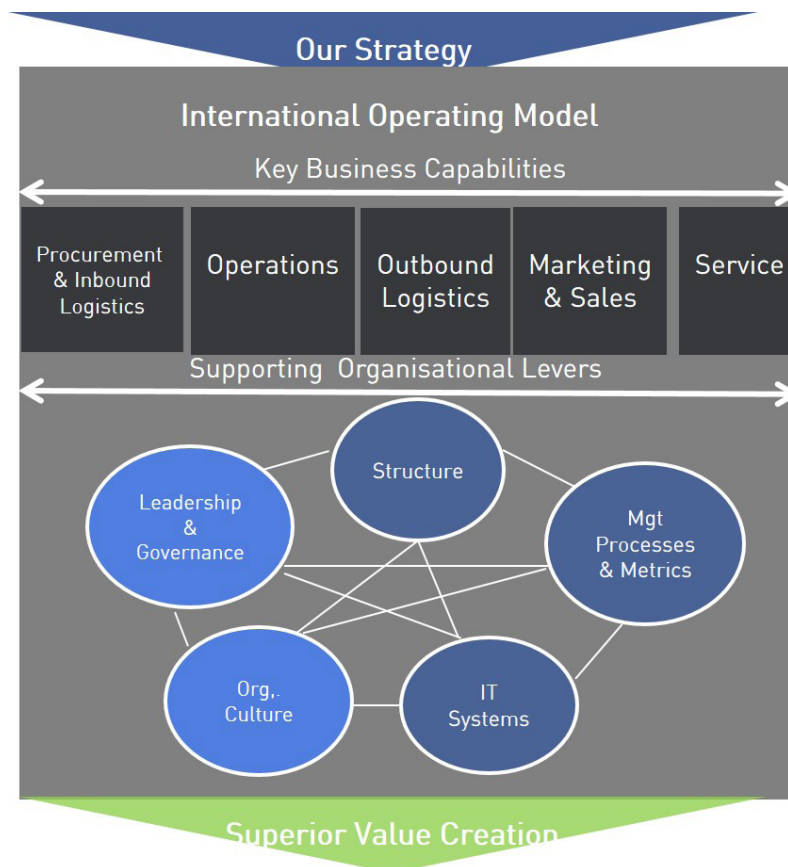 Our Strategy
International Operating Model
Key Business Capabilities
Procurement
& Inbound
Logistics
Operations
Outbound
Logistics
Marketing
& Sales
Service
Supporting Organisational Levers
Structure
Leadership
&
Governance
Mgt
Processes
& Metrics
Org,.
Culture
IT
Systems
Superior Value Creation